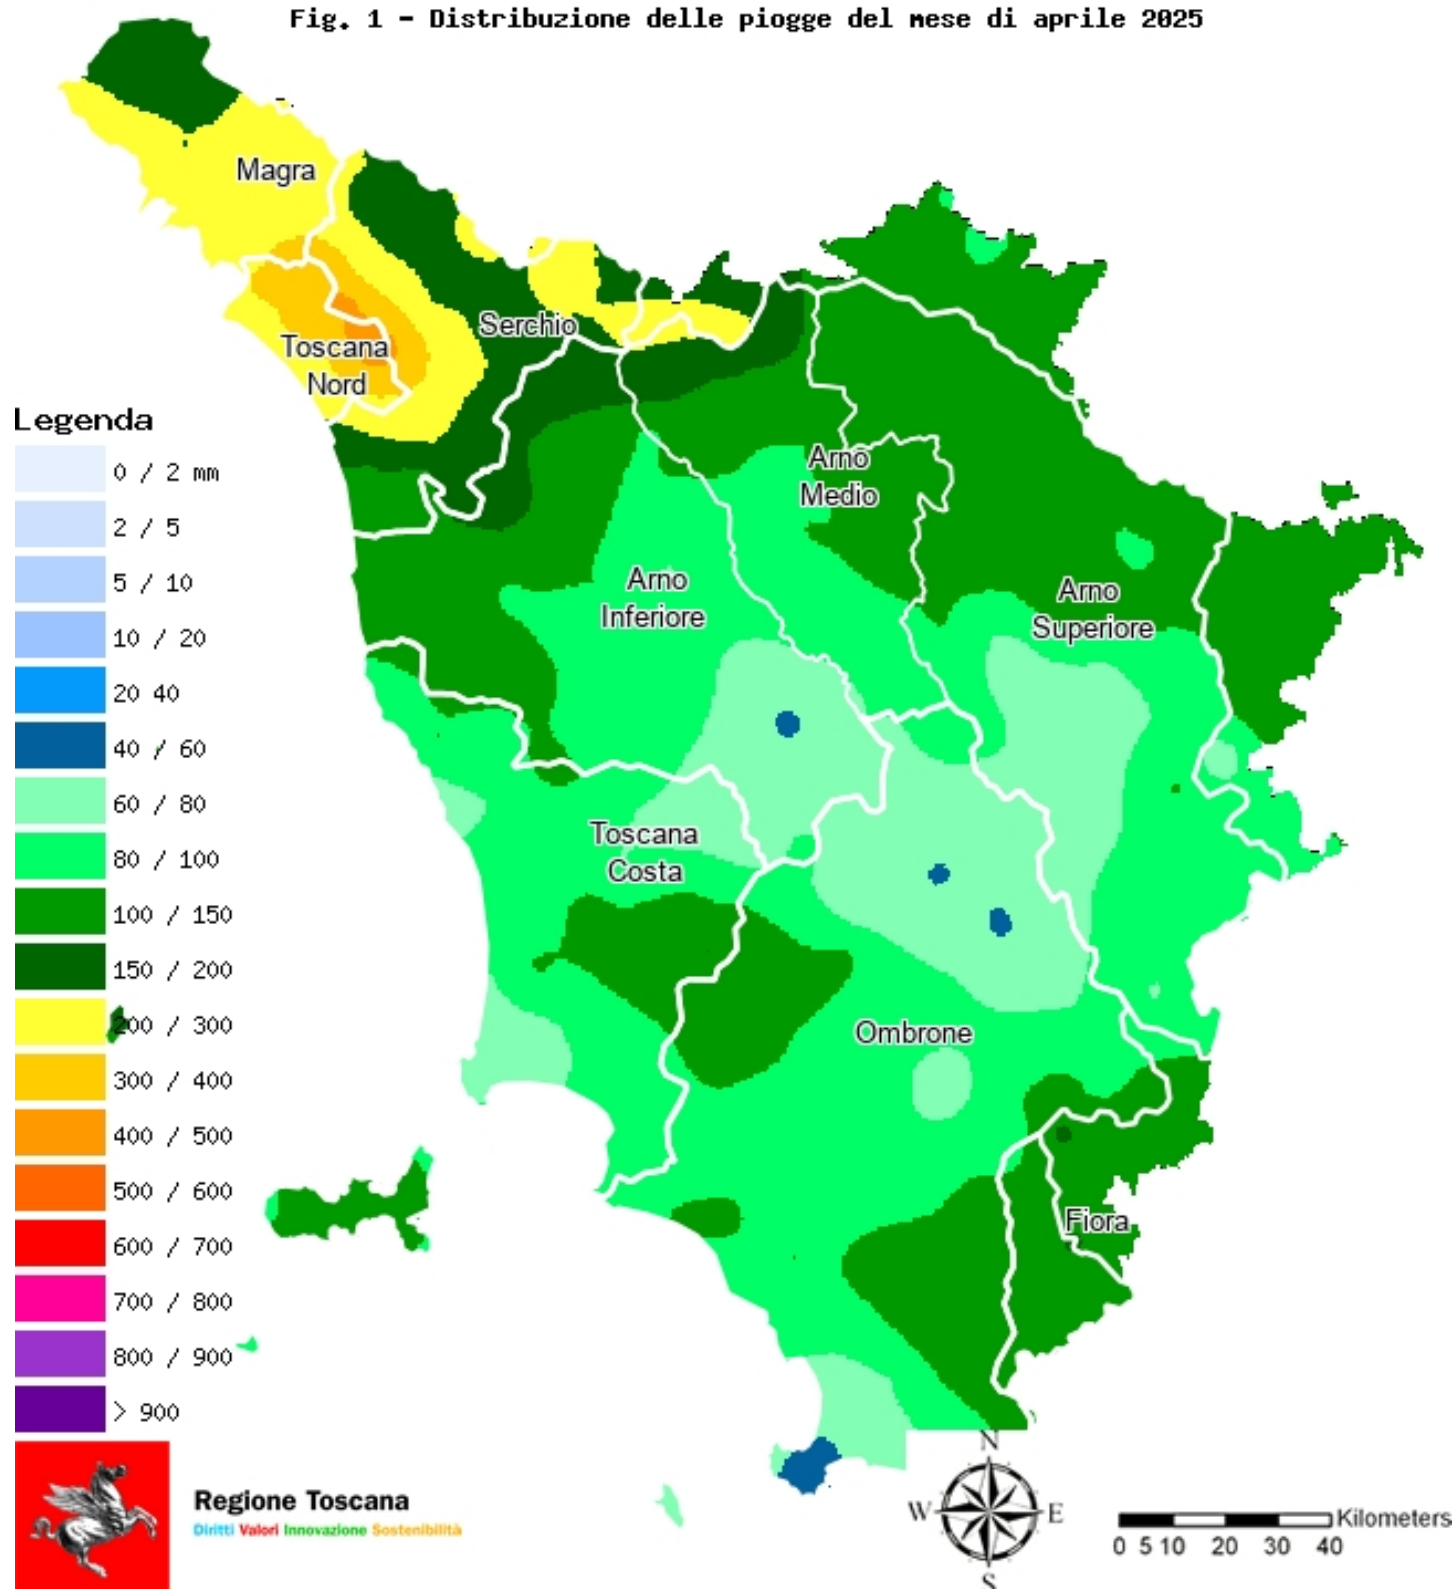 Fig. 1 - Distribuzione delle piogge del mese di aprile 2025
Magra
Serchio
Toscana
Nord
Legenda
0 / 2 mm
2 / 5
5 / 10
10 / 20
20 40
40 / 60
60 / 80
80 / 100
100 / 150
150 / 200
200 / 300
300 / 400
400 / 500
500 / 600
600 / 700
700 / 800
800 / 900
> 900
Arno
Medio
Arno
Inferiore
Arno
Superiore
Toscana
Costa
Ombrone
Fiora
Regione Toscana
Diritti Valori Innovazione Sostenibilità
N
W
E
S
Kilometers
0 5 10 20 30 40